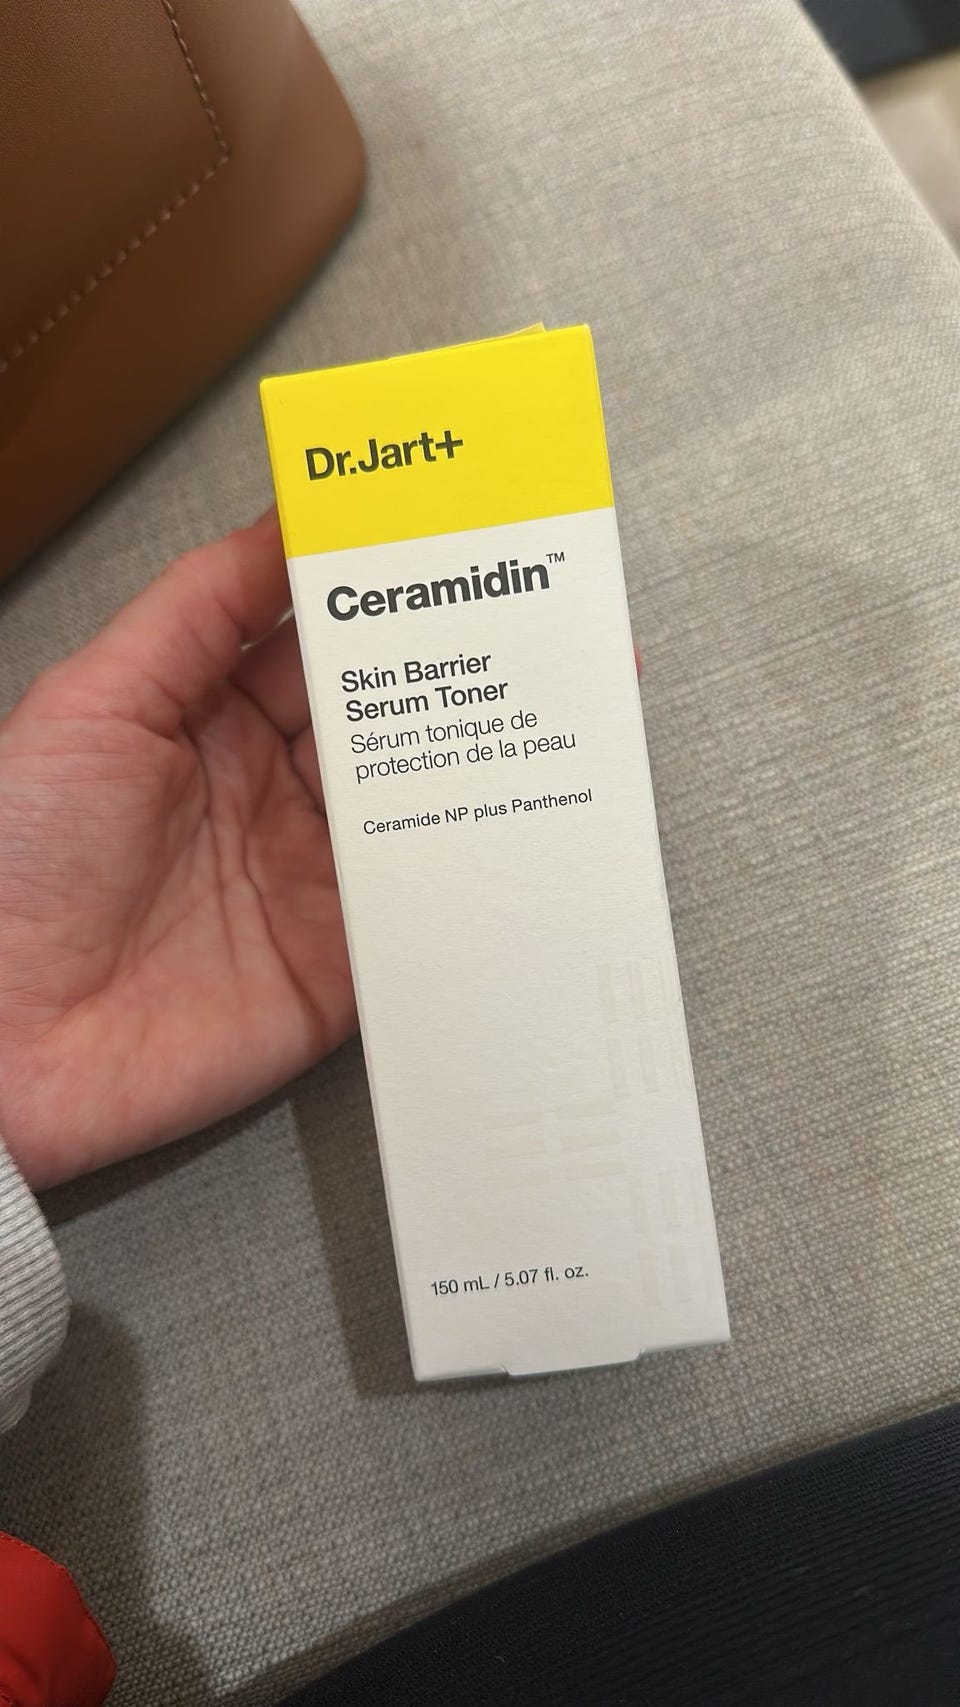 Dr.Jart+
Ceramidin™
Skin Barrier
Serum Toner
Sérum tonique de
protection de la peau
Ceramide NP plus Panthenol
150 mL / 5.07 fl. oz.